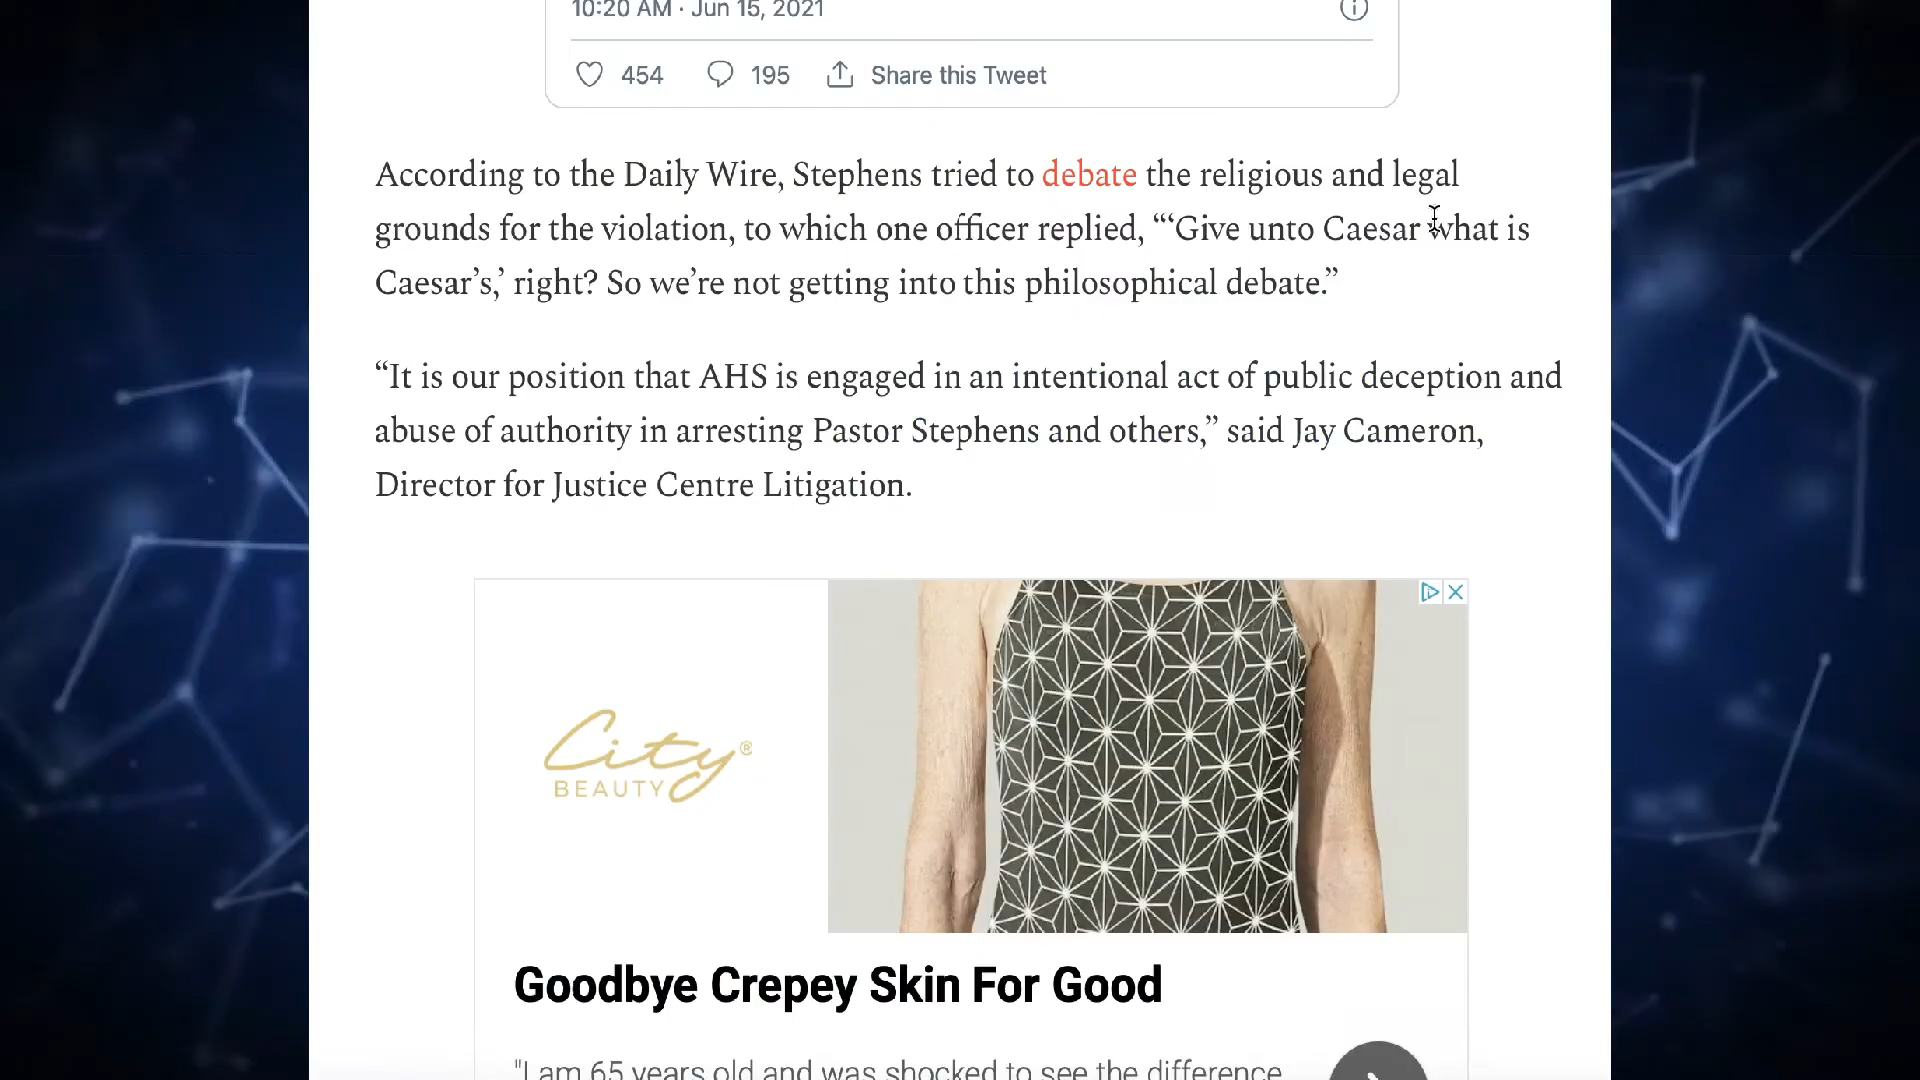 10:20 AM · Jun 15, 2021
454 195 Share this Tweet
According to the Daily Wire, Stephens tried to debate the religious and legal
grounds for the violation, to which one officer replied, “‘Give unto Caesar what is
Caesar’s,’ right? So we’re not getting into this philosophical debate.”
“It is our position that AHS is engaged in an intentional act of public deception and
abuse of authority in arresting Pastor Stephens and others,” said Jay Cameron,
Director for Justice Centre Litigation.
City®
BEAUTY
Goodbye Crepey Skin For Good
"I am 65 years old and was shocked to see the difference